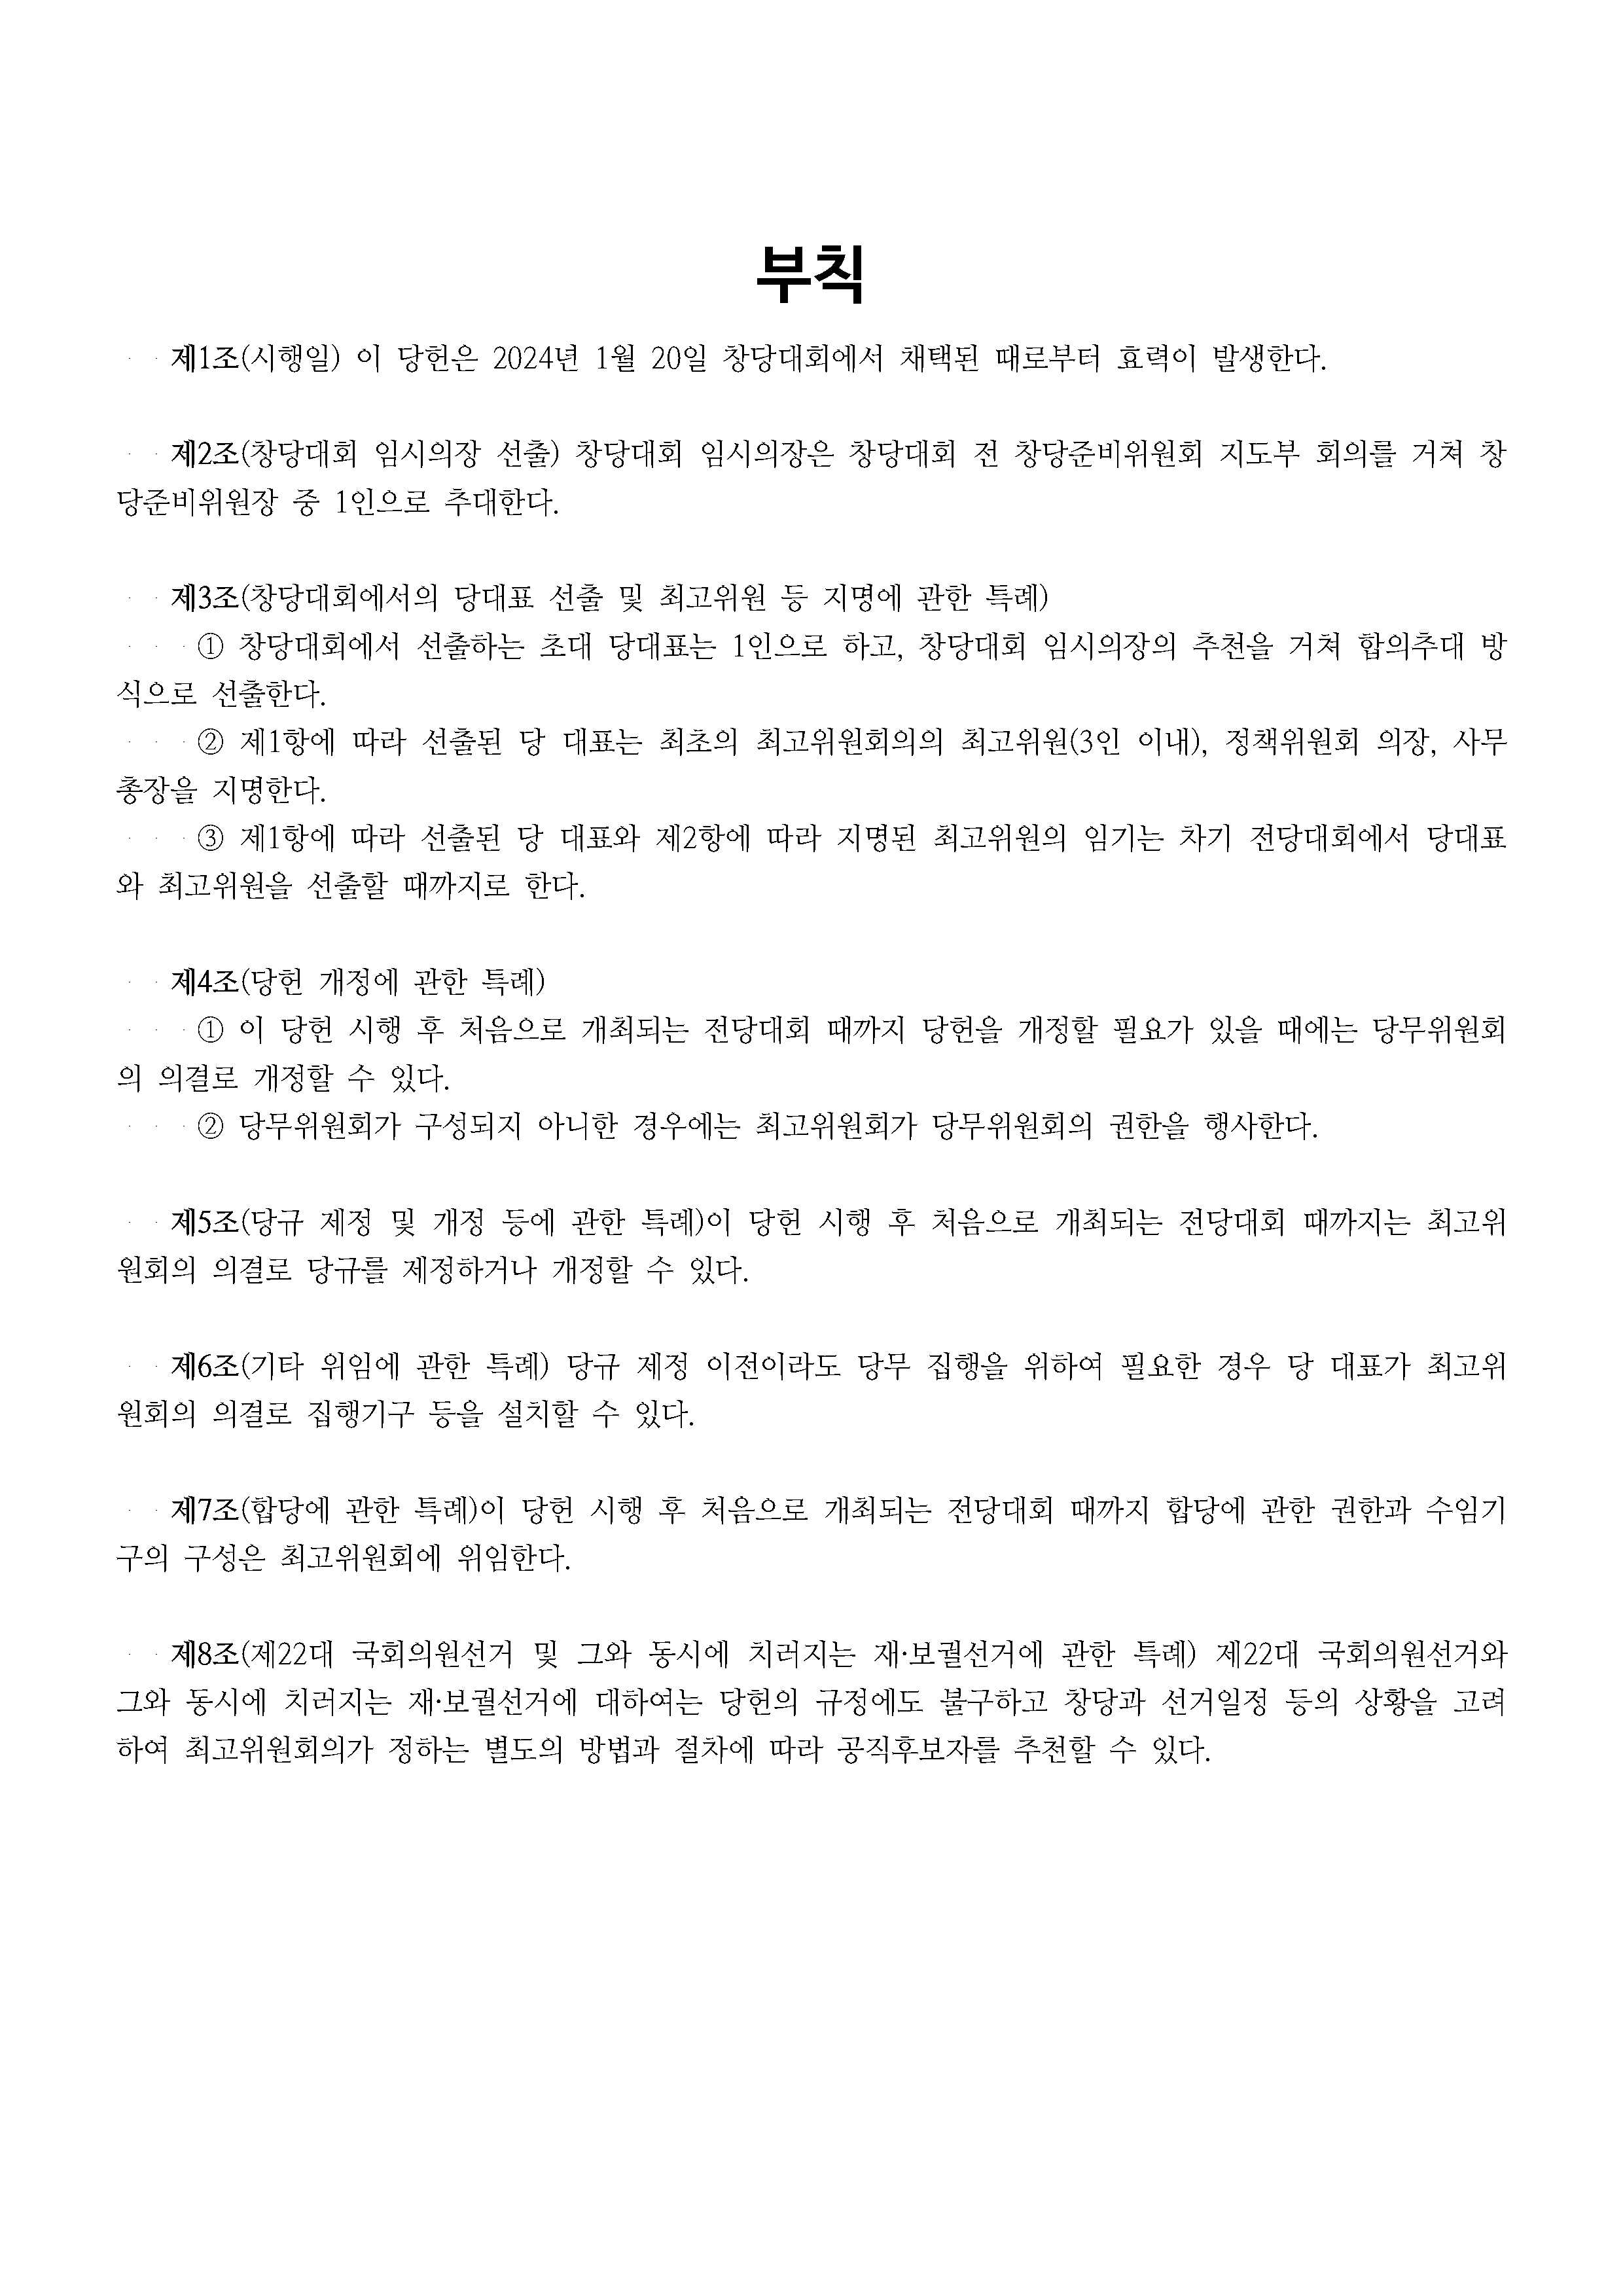 부칙
제1조(시행일) 이 당헌은 2024년 1월 20일 창당대회에서 채택된 때로부터 효력이 발생한다.
제2조(창당대회 임시의장 선출) 창당대회 임시의장은 창당대회 전 창당준비위원회 지도부 회의를 거쳐 창
당준비위원장 중 1인으로 추대한다.
제3조(창당대회에서의 당대표 선출 및 최고위원 등 지명에 관한 특례)
① 창당대회에서 선출하는 초대 당대표는 1인으로 하고, 창당대회 임시의장의 추천을 거쳐 합의추대 방
식으로 선출한다.
② 제1항에 따라 선출된 당 대표는 최초의 최고위원회의의 최고위원(3인 이내), 정책위원회 의장, 사무
총장을 지명한다.
③ 제1항에 따라 선출된 당 대표와 제2항에 따라 지명된 최고위원의 임기는 차기 전당대회에서 당대표
와 최고위원을 선출할 때까지로 한다.
제4조(당헌 개정에 관한 특례)
① 이 당헌 시행 후 처음으로 개최되는 전당대회 때까지 당헌을 개정할 필요가 있을 때에는 당무위원회
의 의결로 개정할 수 있다.
② 당무위원회가 구성되지 아니한 경우에는 최고위원회가 당무위원회의 권한을 행사한다.
제5조(당규 제정 및 개정 등에 관한 특례)이 당헌 시행 후 처음으로 개최되는 전당대회 때까지는 최고위
원회의 의결로 당규를 제정하거나 개정할 수 있다.
제6조(기타 위임에 관한 특례) 당규 제정 이전이라도 당무 집행을 위하여 필요한 경우 당 대표가 최고위
원회의 의결로 집행기구 등을 설치할 수 있다.
제7조(합당에 관한 특례)이 당헌 시행 후 처음으로 개최되는 전당대회 때까지 합당에 관한 권한과 수임기
구의 구성은 최고위원회에 위임한다.
제8조(제22대 국회의원선거 및 그와 동시에 치러지는 재·보궐선거에 관한 특례) 제22대 국회의원선거와
그와 동시에 치러지는 재·보궐선거에 대하여는 당헌의 규정에도 불구하고 창당과 선거일정 등의 상황을 고려
하여 최고위원회의가 정하는 별도의 방법과 절차에 따라 공직후보자를 추천할 수 있다.